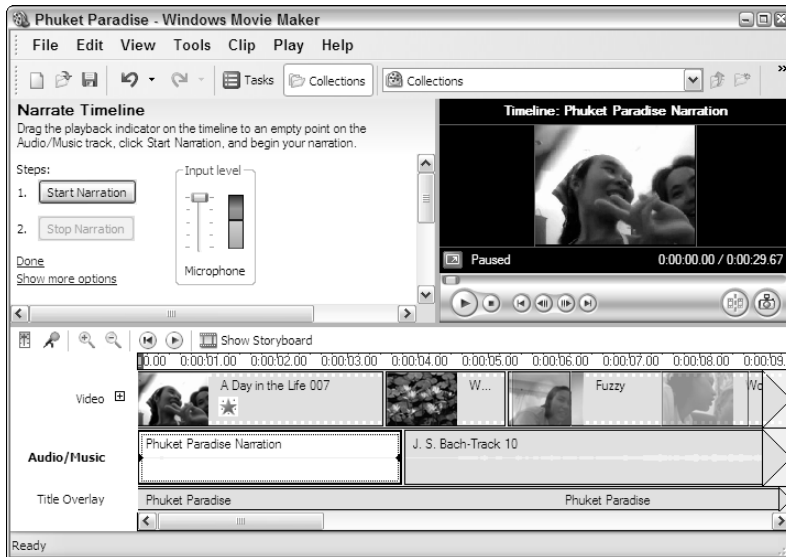 Phuket Paradise - Windows Movie Maker
File Edit View Tools Clip Play Help
Tasks Collections Collections
Narrate Timeline
Drag the playback indicator on the timeline to an empty point on the
Audio/Music track, click Start Narration, and begin your narration.
Steps:
1. Start Narration
2. Stop Narration
Done
Show more options
Input level
Microphone
Timeline: Phuket Paradise Narration
Paused 0:00:00.00 / 0:00:29.67
Show Storyboard
0.00 0:00:01.00 0:00:02.00 0:00:03.00 0:00:04.00 0:00:05.00 0:00:06.00 0:00:07.00 0:00:08.00 0:00:09.
Video A Day in the Life 007 W... Fuzzy Wo
Audio/Music Phuket Paradise Narration J. S. Bach-Track 10
Title Overlay Phuket Paradise Phuket Paradise
Ready